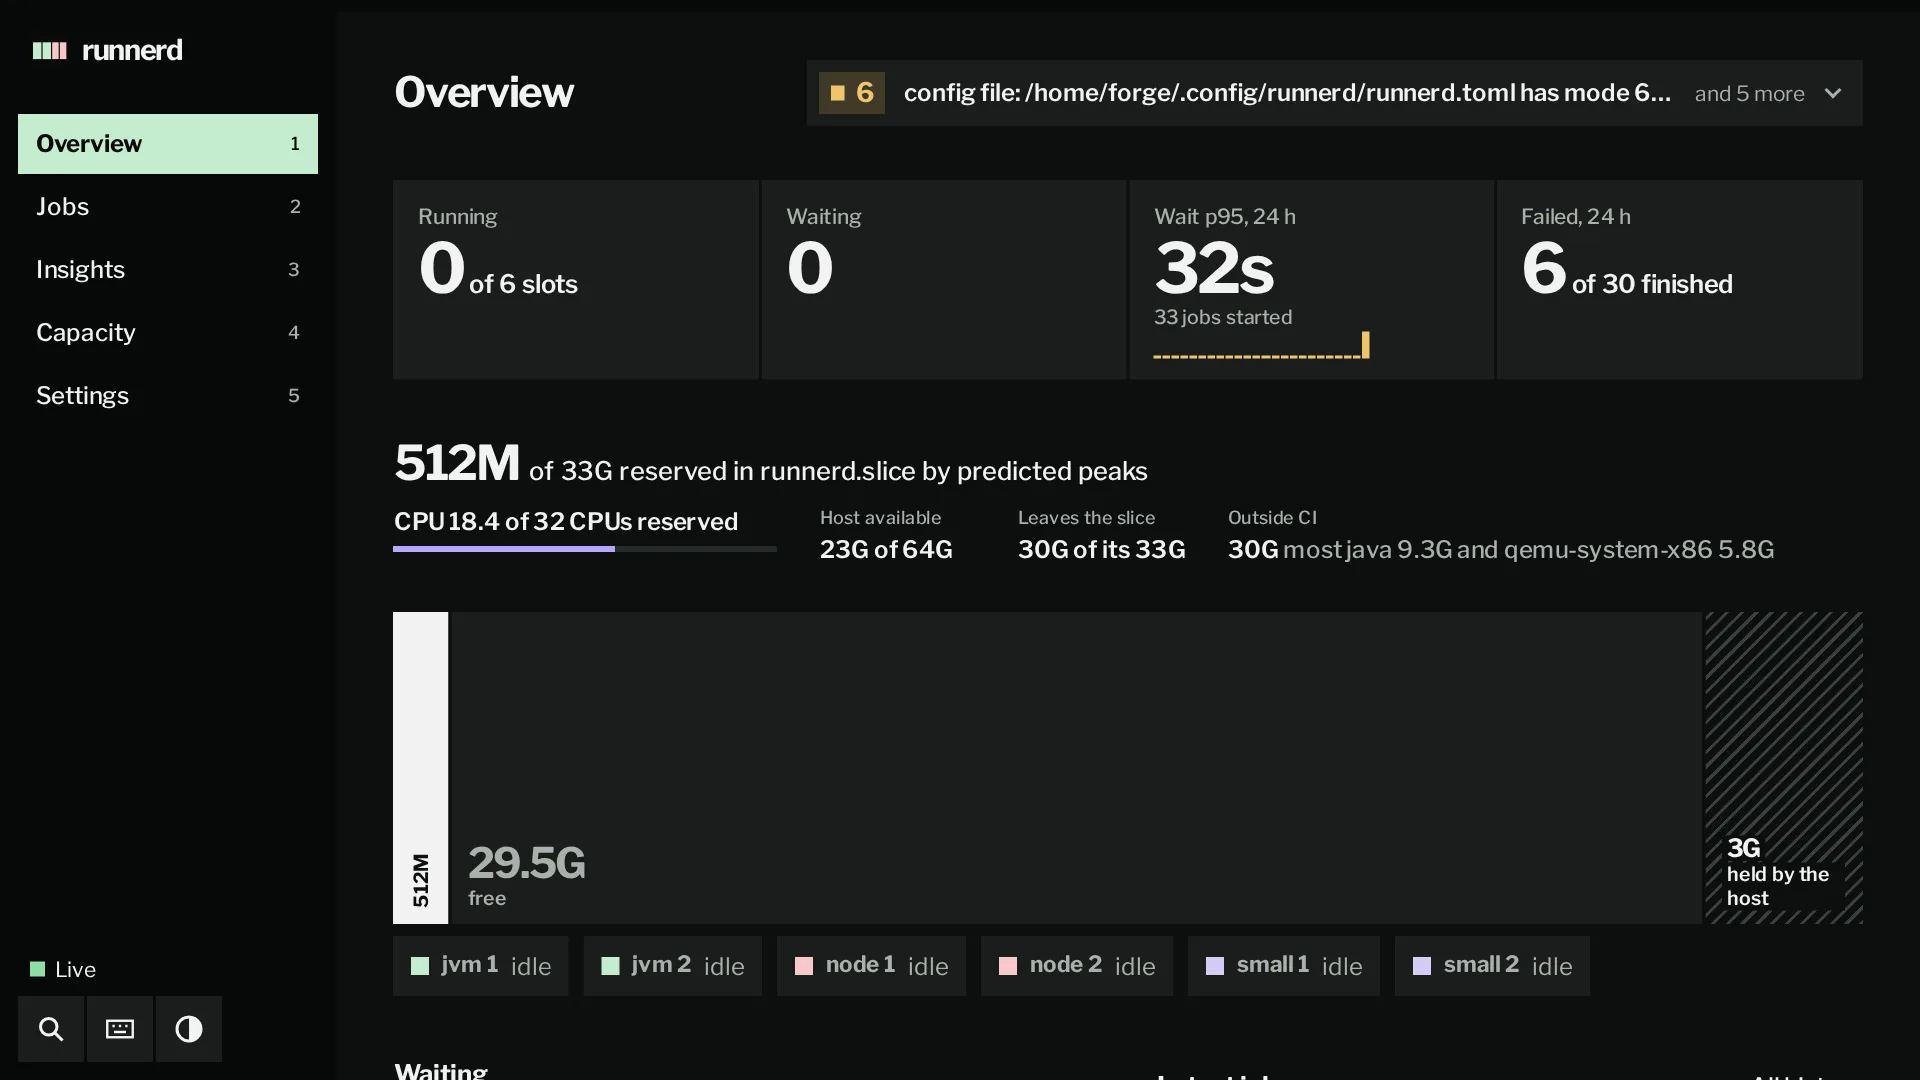 runnerd
Overview 1
Jobs 2
Insights 3
Capacity 4
Settings 5
Live
Overview
6 config file: /home/forge/.config/runnerd/runnerd.toml has mode 6... and 5 more
Running
0 of 6 slots
Waiting
0
Wait p95, 24 h
32s
33 jobs started
Failed, 24 h
6 of 30 finished
512M of 33G reserved in runnerd.slice by predicted peaks
CPU 18.4 of 32 CPUs reserved
Host available
23G of 64G
Leaves the slice
30G of its 33G
Outside CI
30G most java 9.3G and qemu-system-x86 5.8G
512M
29.5G
free
3G
held by the
host
jvm 1 idle
jvm 2 idle
node 1 idle
node 2 idle
small 1 idle
small 2 idle
Waiting